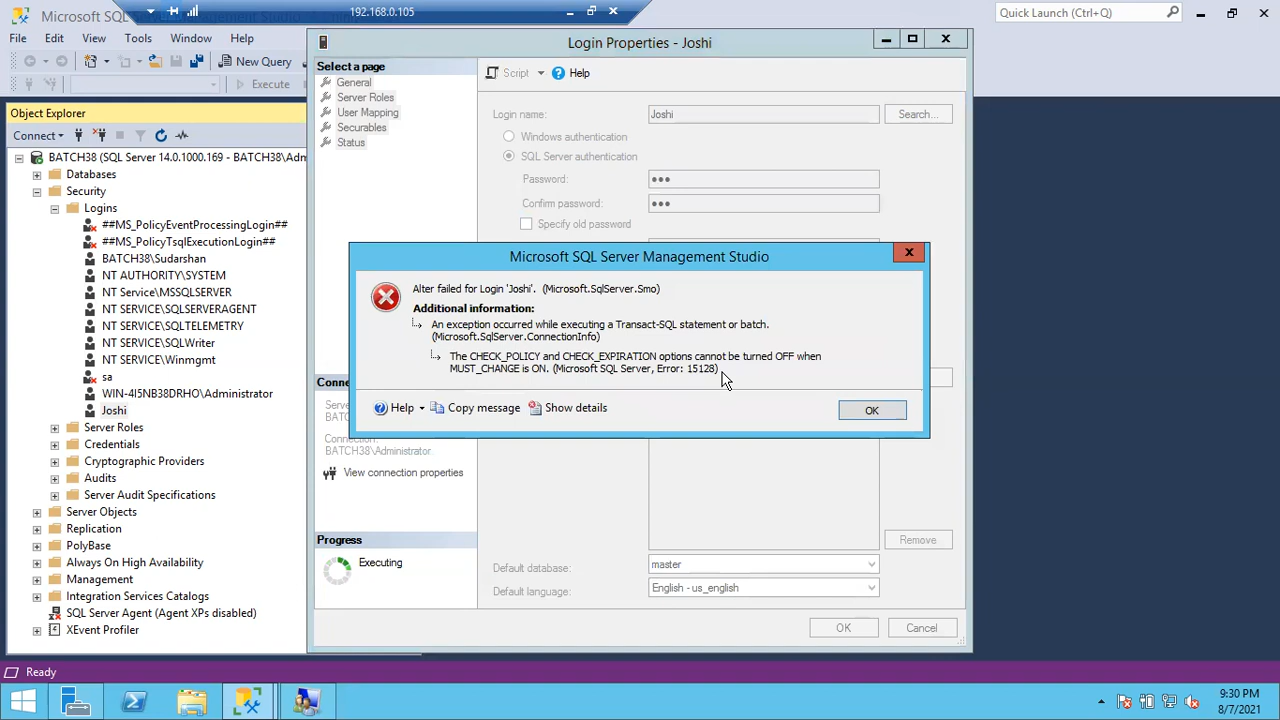 192.168.0.105
Microsoft SQL Server Management Studio
Quick Launch (Ctrl+Q)
File Edit View Tools Window Help
New Query
Execute
Object Explorer
Connect
BATCH38 (SQL Server 14.0.1000.169 - BATCH38\Adm
Databases
Security
Logins
##MS_PolicyEventProcessingLogin##
##MS_PolicyTsqlExecutionLogin##
BATCH38\Sudarshan
NT AUTHORITY\SYSTEM
NT Service\MSSQLSERVER
NT SERVICE\SQLSERVERAGENT
NT SERVICE\SQLTELEMETRY
NT SERVICE\SQLWriter
NT SERVICE\Winmgmt
sa
WIN-4I5NB38DRHO\Administrator
Joshi
Server Roles
Credentials
Cryptographic Providers
Audits
Server Audit Specifications
Server Objects
Replication
PolyBase
Always On High Availability
Management
Integration Services Catalogs
SQL Server Agent (Agent XPs disabled)
XEvent Profiler
Login Properties - Joshi
Select a page
General
Server Roles
User Mapping
Securables
Status
Script Help
Login name: Joshi Search...
Windows authentication
SQL Server authentication
Password: ●●●
Confirm password: ●●●
Specify old password
Microsoft SQL Server Management Studio
Alter failed for Login 'Joshi'. (Microsoft.SqlServer.Smo)
Additional information:
An exception occurred while executing a Transact-SQL statement or batch.
(Microsoft.SqlServer.ConnectionInfo)
The CHECK_POLICY and CHECK_EXPIRATION options cannot be turned OFF when
MUST_CHANGE is ON. (Microsoft SQL Server, Error: 15128)
Help Copy message Show details OK
Conne
Serve
BATC
Connection:
BATCH38\Administrator
View connection properties
Progress
Executing
Remove
Default database: master
Default language: English - us_english
OK Cancel
Ready
9:30 PM
8/7/2021